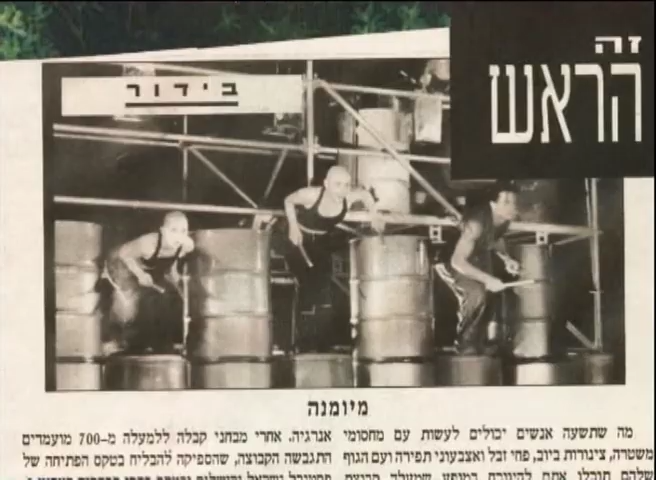 זה
הראש
בידור
מיומנה
מה שתשעה אנשים יכולים לעשות עם מחסומי
משטרה, צינורות ביוב, פחי זבל ואצבעוני תפירה ועם הגוף
אנרגיה. אחרי מבחני קבלה ללמעלה מ-700 מועמדים
התגבשה הקבוצה, שהספיקה להבליח בטקס הפתיחה של